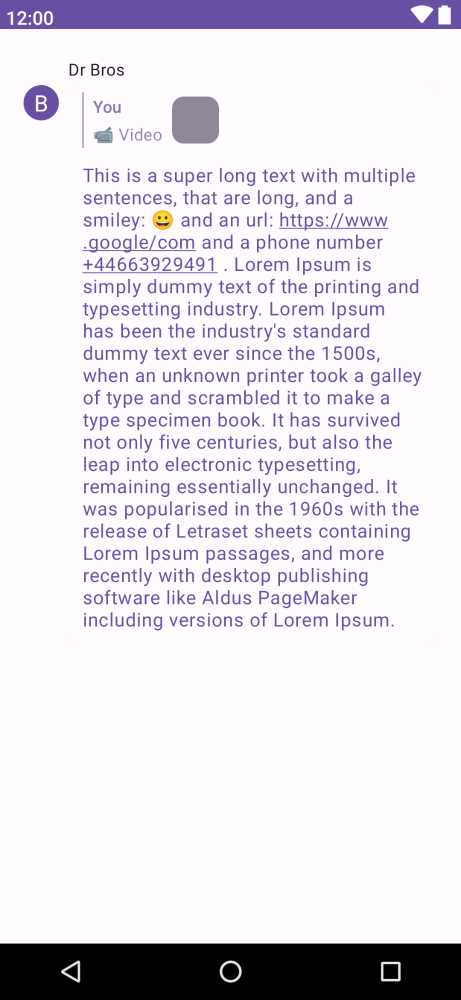 12:00
Dr Bros
B
You
📹 Video
This is a super long text with multiple
sentences, that are long, and a
smiley: 😀 and an url: https://www
.google/com and a phone number
+44663929491 . Lorem Ipsum is
simply dummy text of the printing and
typesetting industry. Lorem Ipsum
has been the industry's standard
dummy text ever since the 1500s,
when an unknown printer took a galley
of type and scrambled it to make a
type specimen book. It has survived
not only five centuries, but also the
leap into electronic typesetting,
remaining essentially unchanged. It
was popularised in the 1960s with the
release of Letraset sheets containing
Lorem Ipsum passages, and more
recently with desktop publishing
software like Aldus PageMaker
including versions of Lorem Ipsum.